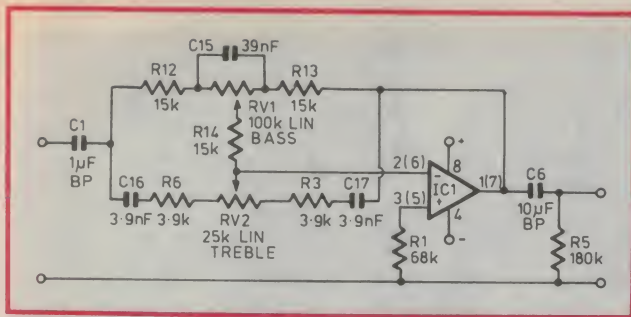 C15
39nF
R12
15k
R13
15k
RV1
100k LIN
BASS
R14
15k
C1
1µF
BP
C16
3·9nF
R6
3·9k
RV2
25k LIN
TREBLE
R3
3·9k
C17
3·9nF
2(6)
3(5)
-
+
IC1
+
8
4
-
1(7)
C6
10µF
BP
R1
68k
R5
180k